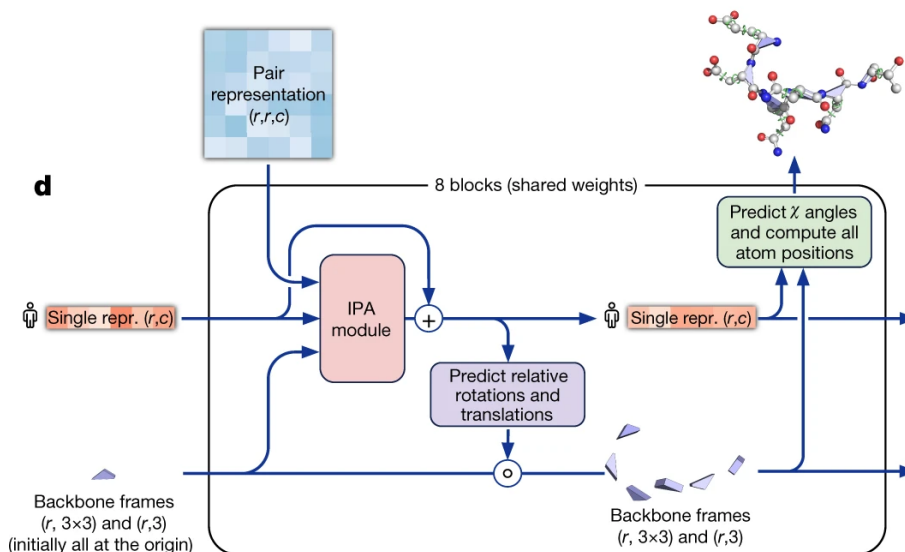 Pair
representation
(r,r,c)
d
8 blocks (shared weights)
Predict χ angles
and compute all
atom positions
Single repr. (r,c)
IPA
module
+
Single repr. (r,c)
Predict relative
rotations and
translations
Backbone frames
(r, 3×3) and (r,3)
(initially all at the origin)
Backbone frames
(r, 3×3) and (r,3)